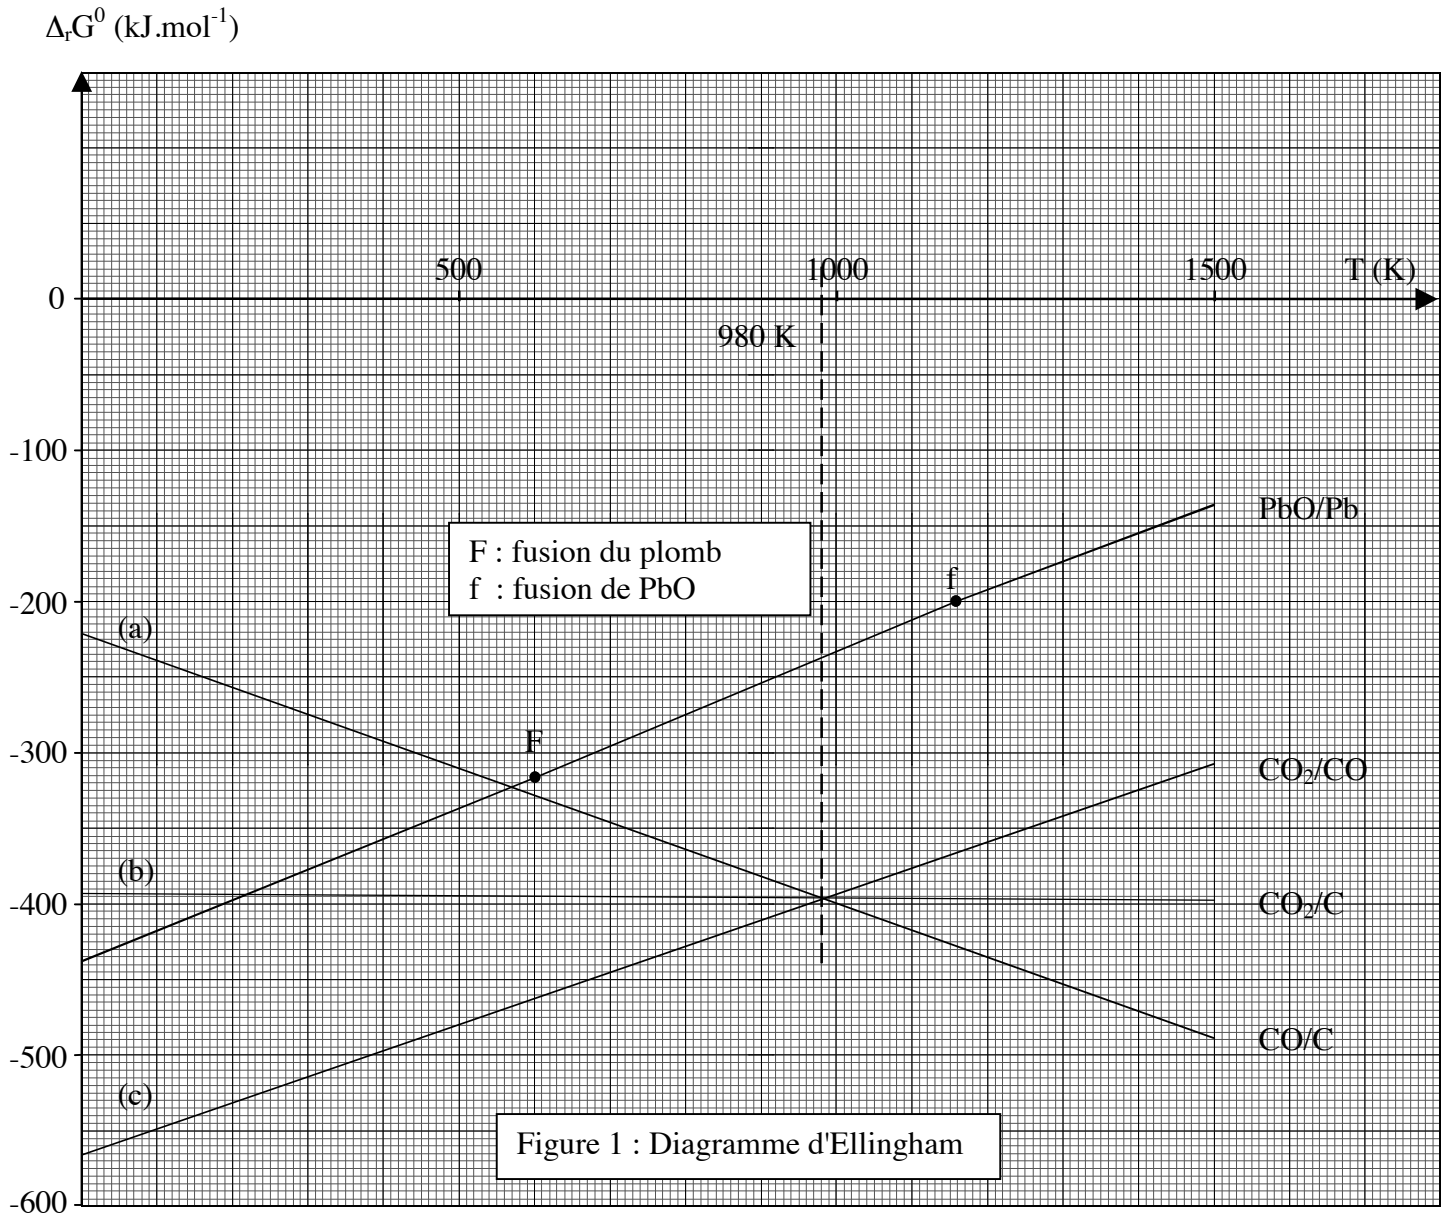 ΔrG⁰ (kJ.mol⁻¹)
500 1000 1500 T (K)
0
980 K
-100
PbO/Pb
F : fusion du plomb
f : fusion de PbO
f
-200
(a)
F
-300
CO₂/CO
(b)
-400
CO₂/C
CO/C
-500
(c)
Figure 1 : Diagramme d'Ellingham
-600